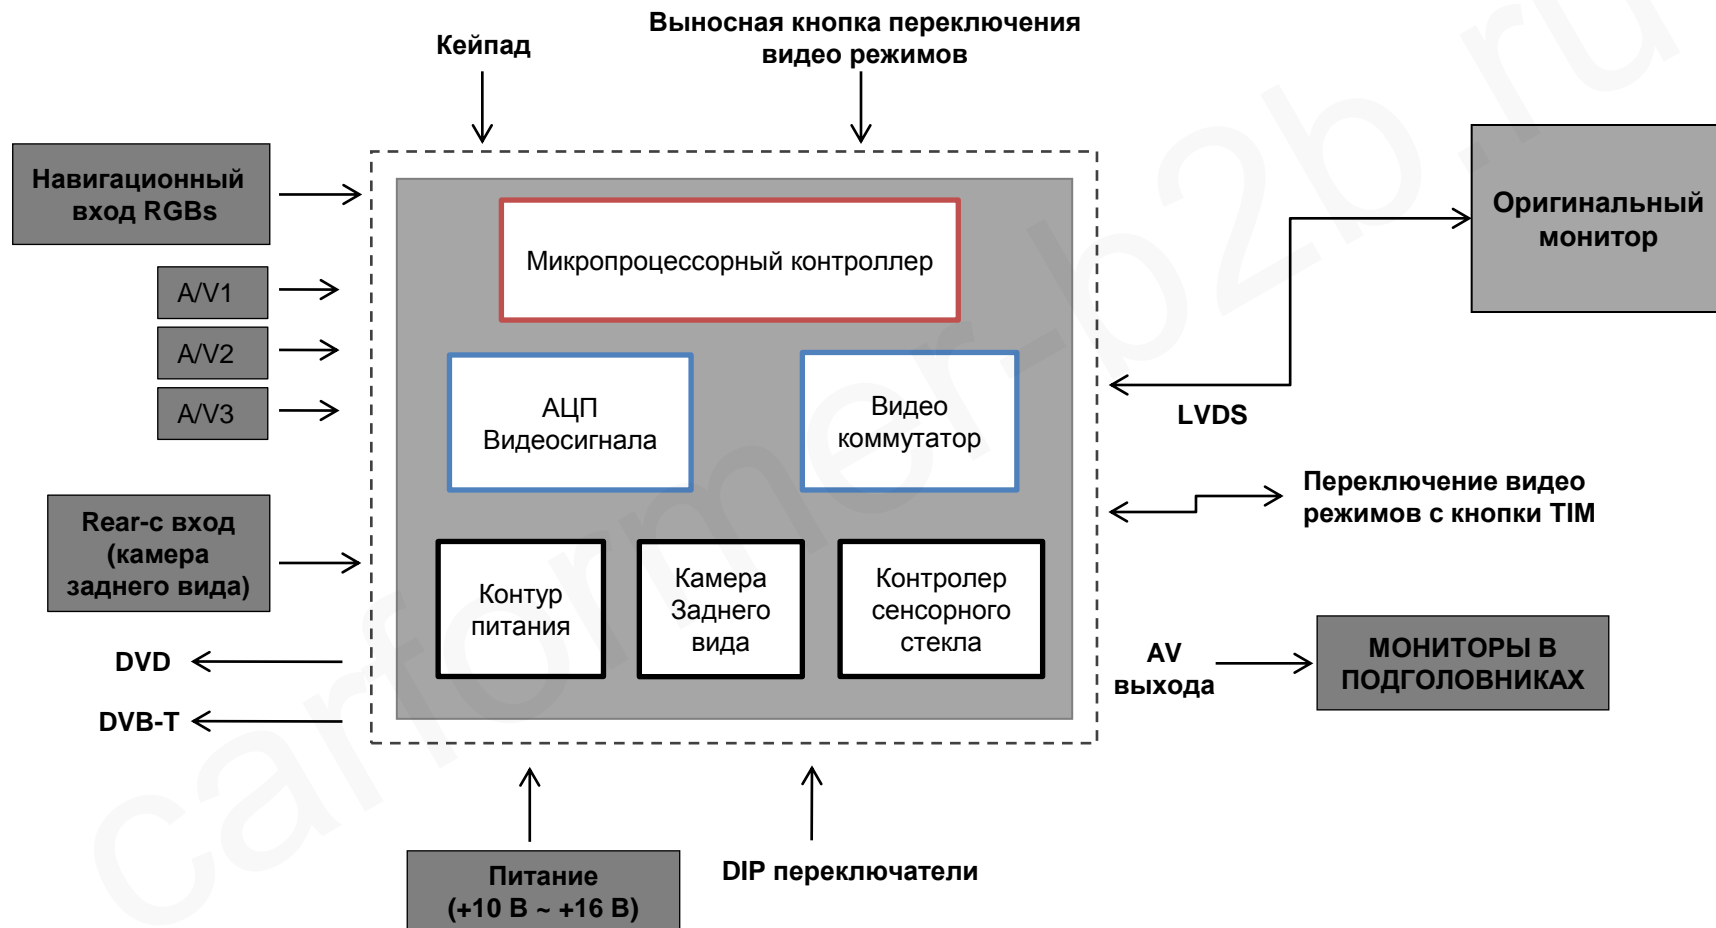 Кейпад
Выносная кнопка переключения
видео режимов
Навигационный
вход RGBs
A/V1
A/V2
A/V3
Rear-c вход
(камера
заднего вида)
DVD
DVB-T
Микропроцессорный контроллер
АЦП
Видеосигнала
Видео
коммутатор
Контур
питания
Камера
Заднего
вида
Контролер
сенсорного
стекла
Оригинальный
монитор
LVDS
Переключение видео
режимов с кнопки TIM
AV
выхода
МОНИТОРЫ В
ПОДГОЛОВНИКАХ
Питание
(+10 В ~ +16 В)
DIP переключатели
carformer-b2b.ru